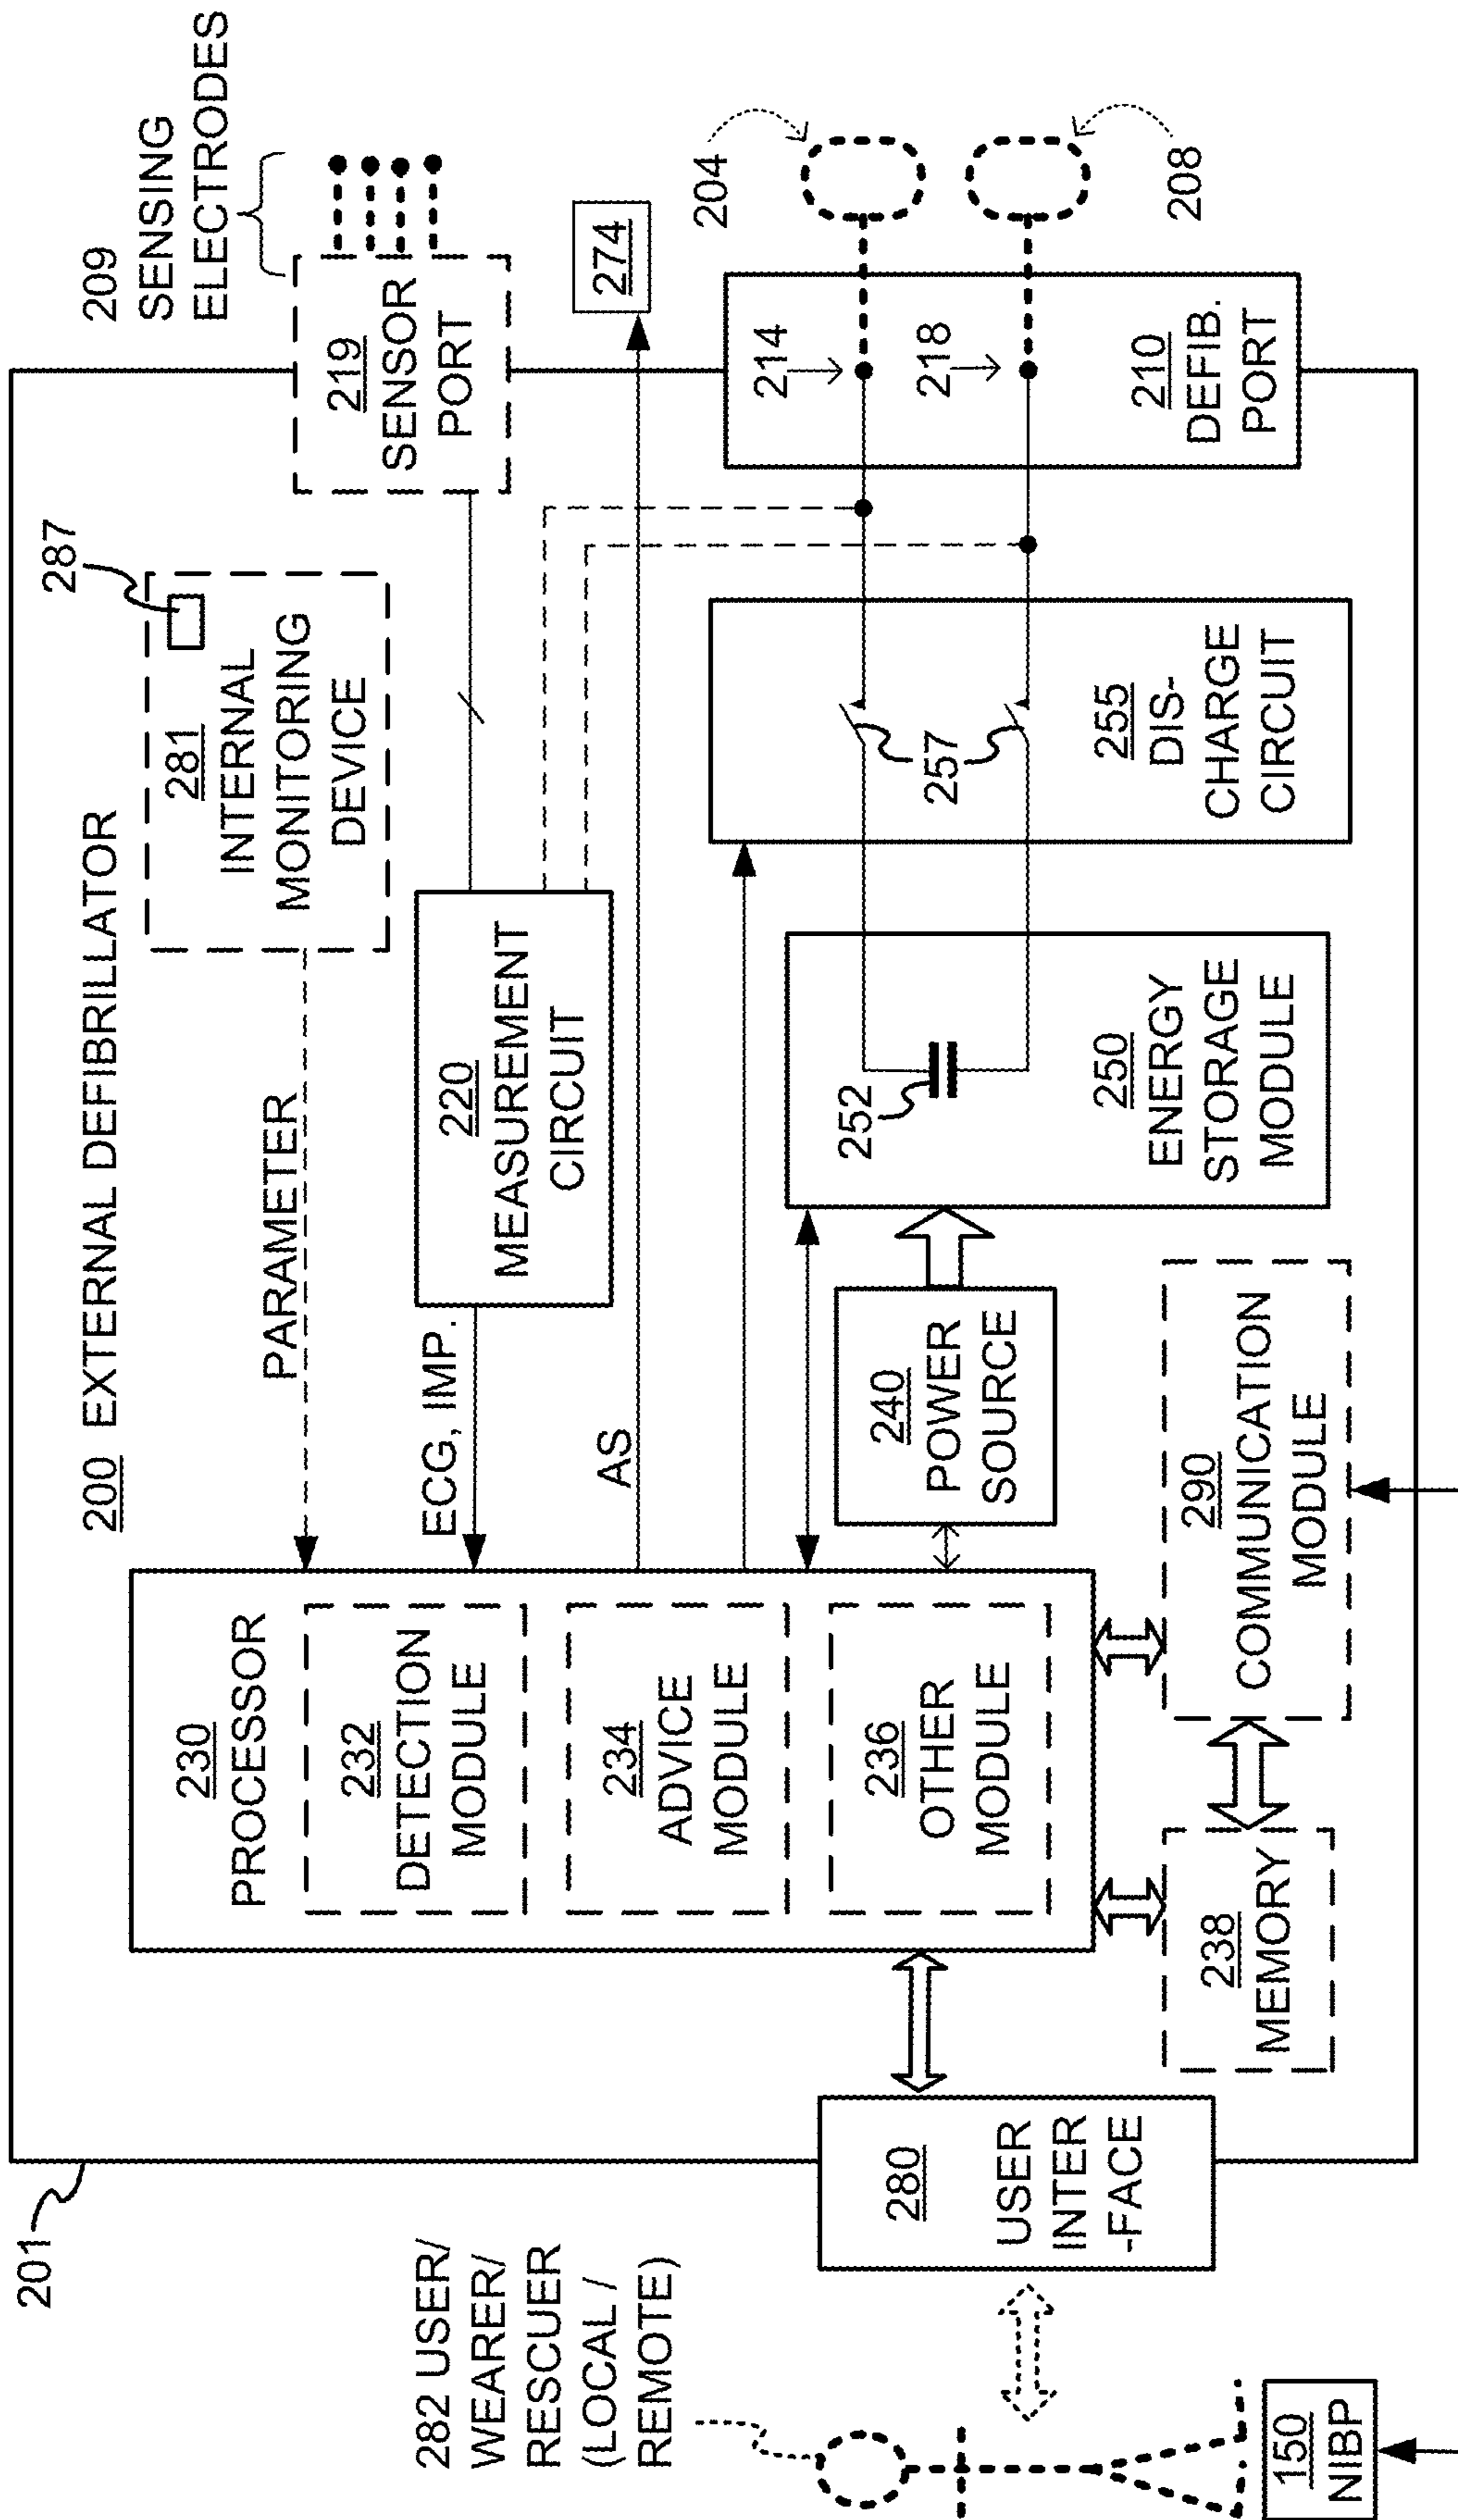 201
200 EXTERNAL DEFIBRILLATOR
209
SENSING
ELECTRODES
287
281
INTERNAL
MONITORING
DEVICE
219
SENSOR
PORT
PARAMETER
230
PROCESSOR
232
DETECTION
MODULE
234
ADVICE
MODULE
236
OTHER
MODULE
ECG, IMP.
220
MEASUREMENT
CIRCUIT
AS
274
282 USER/
WEARER/
RESCUER
(LOCAL /
REMOTE)
280
USER
INTER
-FACE
240
POWER
SOURCE
252
250
ENERGY
STORAGE
MODULE
257
255
DIS-
CHARGE
CIRCUIT
214
218
210
DEFIB.
PORT
204
208
238
MEMORY
290
COMMUNICATION
MODULE
150
NIBP